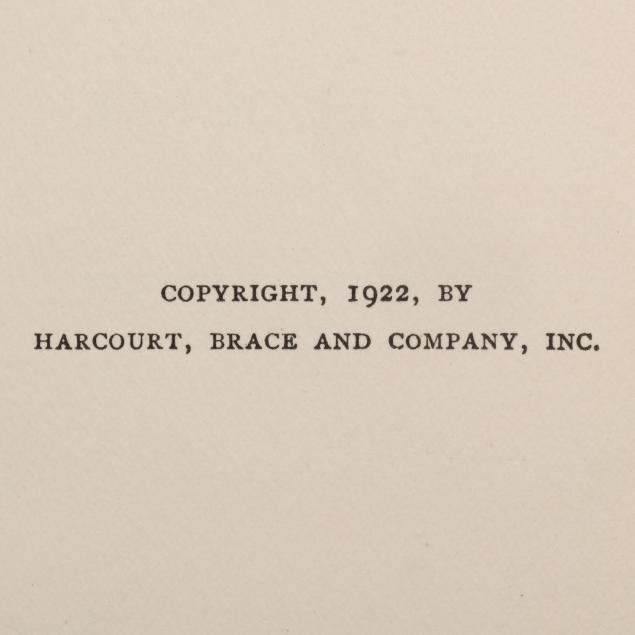 COPYRIGHT, 1922, BY
HARCOURT, BRACE AND COMPANY, INC.